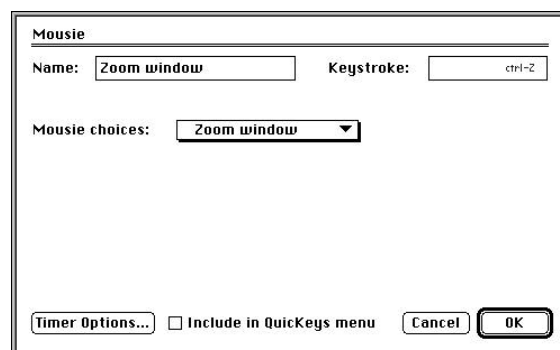 Mousie
Name: Zoom window Keystroke: ctrl-Z
Mousie choices: Zoom window
Timer Options... Include in QuicKeys menu Cancel OK